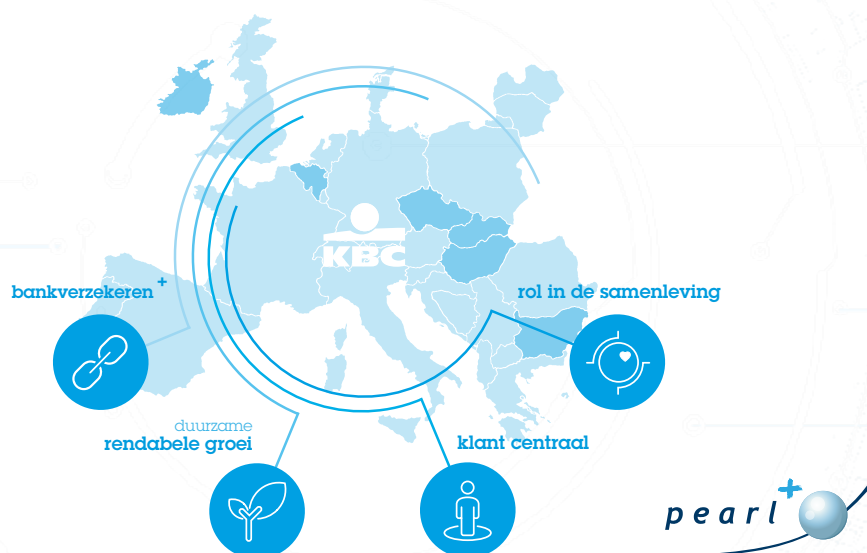 KBC
bankverzekeren+
rol in de samenleving
duurzame
rendabele groei
klant centraal
pearl+